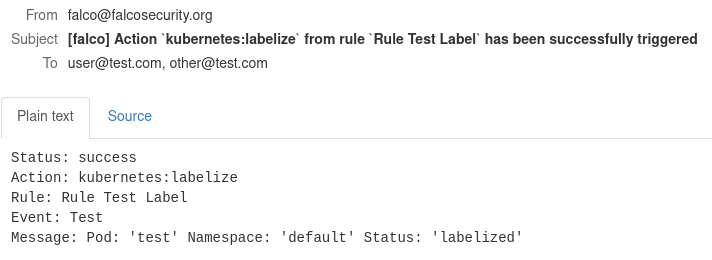 From falco@falcosecurity.org
Subject [falco] Action `kubernetes:labelize` from rule `Rule Test Label` has been successfully triggered
To user@test.com, other@test.com
Plain text Source
Status: success
Action: kubernetes:labelize
Rule: Rule Test Label
Event: Test
Message: Pod: 'test' Namespace: 'default' Status: 'labelized'